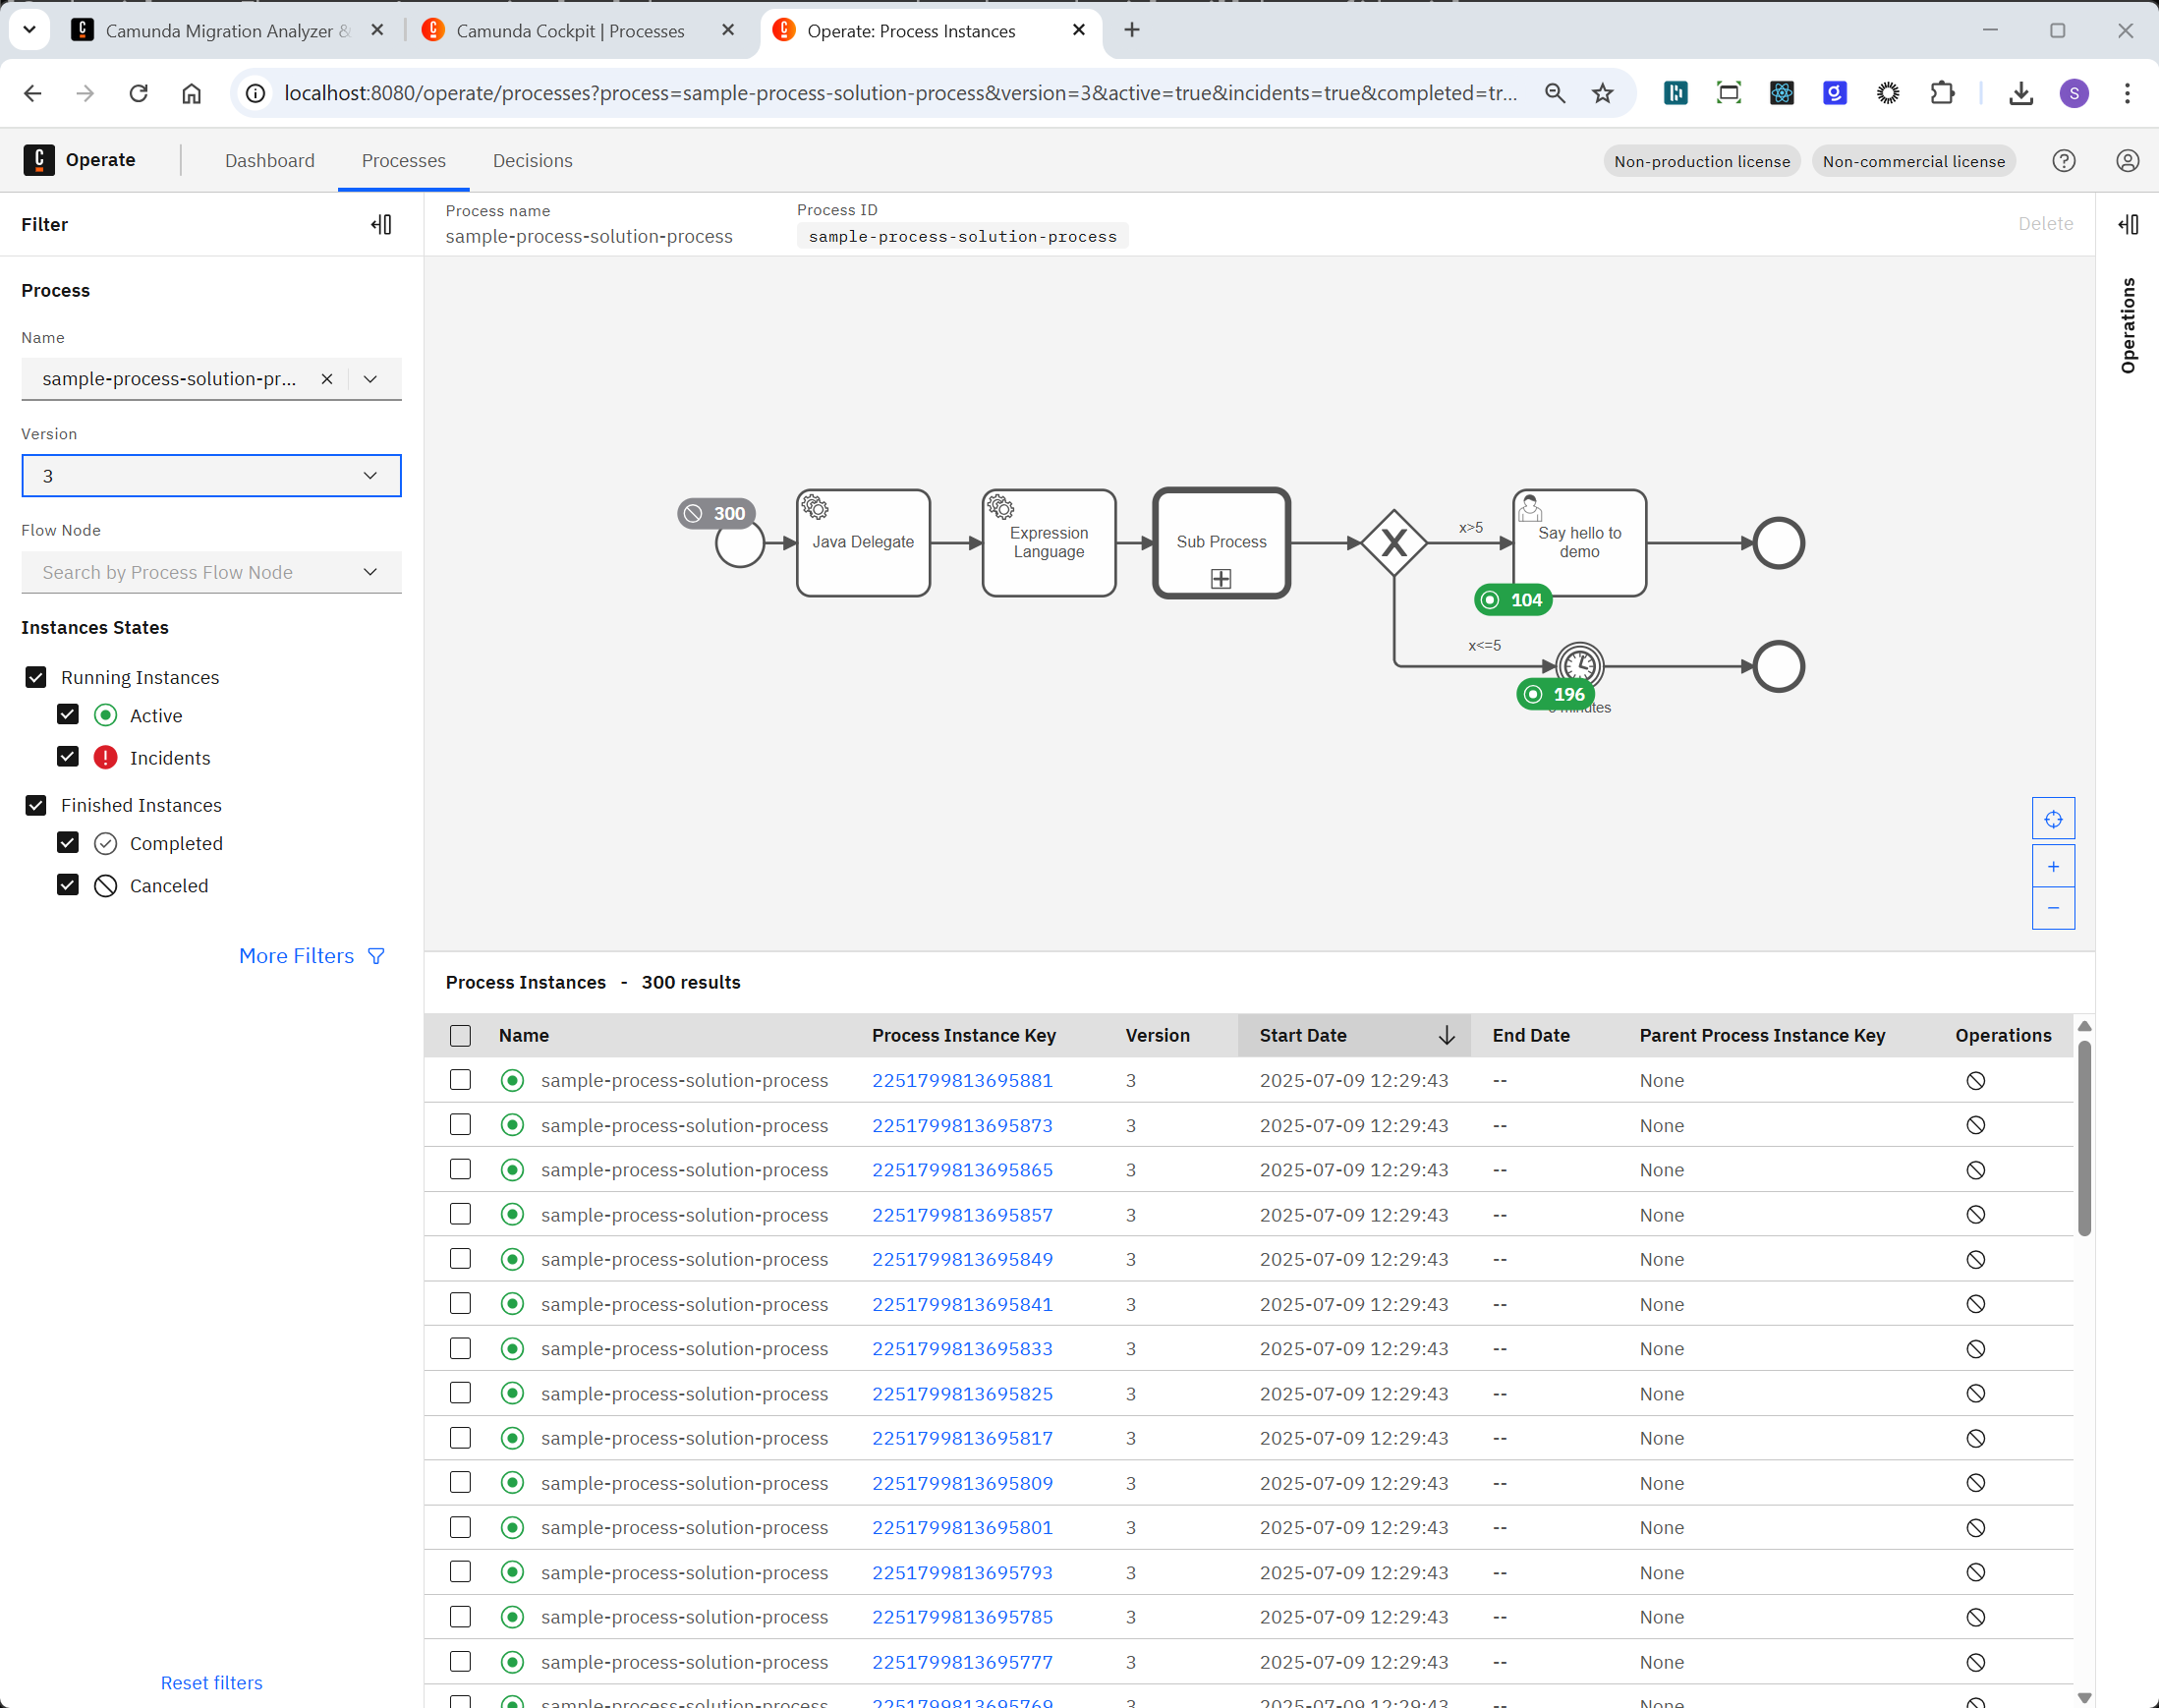 Camunda Migration Analyzer &
Camunda Cockpit | Processes
Operate: Process Instances
localhost:8080/operate/processes?process=sample-process-solution-process&version=3&active=true&incidents=true&completed=tr...
S
Operate
Dashboard
Processes
Decisions
Non-production license
Non-commercial license
Filter
Process
Name
sample-process-solution-pr...
Version
3
Flow Node
Search by Process Flow Node
Instances States
Running Instances
Active
Incidents
Finished Instances
Completed
Canceled
More Filters
Reset filters
Process name
sample-process-solution-process
Process ID
sample-process-solution-process
Delete
Operations
300
Java Delegate
Expression
Language
Sub Process
x>5
Say hello to
demo
104
x<=5
196
Process Instances - 300 results
Name Process Instance Key Version Start Date End Date Parent Process Instance Key Operations
sample-process-solution-process 2251799813695881 3 2025-07-09 12:29:43 -- None
sample-process-solution-process 2251799813695873 3 2025-07-09 12:29:43 -- None
sample-process-solution-process 2251799813695865 3 2025-07-09 12:29:43 -- None
sample-process-solution-process 2251799813695857 3 2025-07-09 12:29:43 -- None
sample-process-solution-process 2251799813695849 3 2025-07-09 12:29:43 -- None
sample-process-solution-process 2251799813695841 3 2025-07-09 12:29:43 -- None
sample-process-solution-process 2251799813695833 3 2025-07-09 12:29:43 -- None
sample-process-solution-process 2251799813695825 3 2025-07-09 12:29:43 -- None
sample-process-solution-process 2251799813695817 3 2025-07-09 12:29:43 -- None
sample-process-solution-process 2251799813695809 3 2025-07-09 12:29:43 -- None
sample-process-solution-process 2251799813695801 3 2025-07-09 12:29:43 -- None
sample-process-solution-process 2251799813695793 3 2025-07-09 12:29:43 -- None
sample-process-solution-process 2251799813695785 3 2025-07-09 12:29:43 -- None
sample-process-solution-process 2251799813695777 3 2025-07-09 12:29:43 -- None
sample-process-solution-process 2251799813695769 3 2025-07-09 12:29:43 -- None